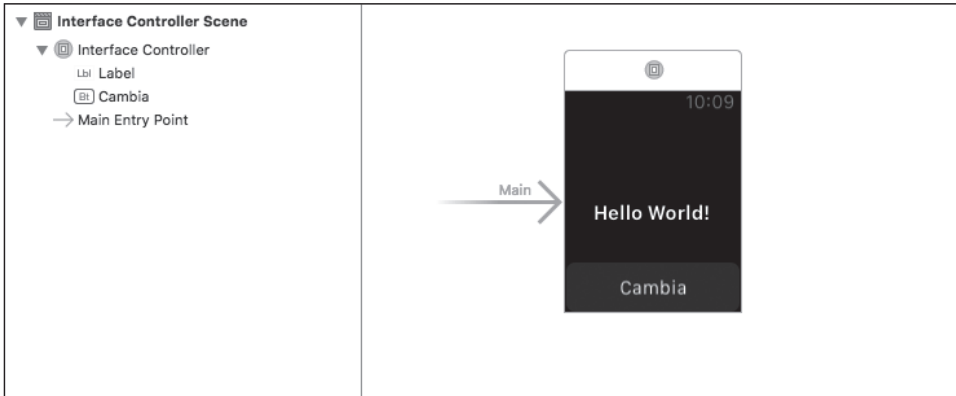 Interface Controller Scene
Interface Controller
Lbl Label
Bt Cambia
Main Entry Point
10:09
Main
Hello World!
Cambia